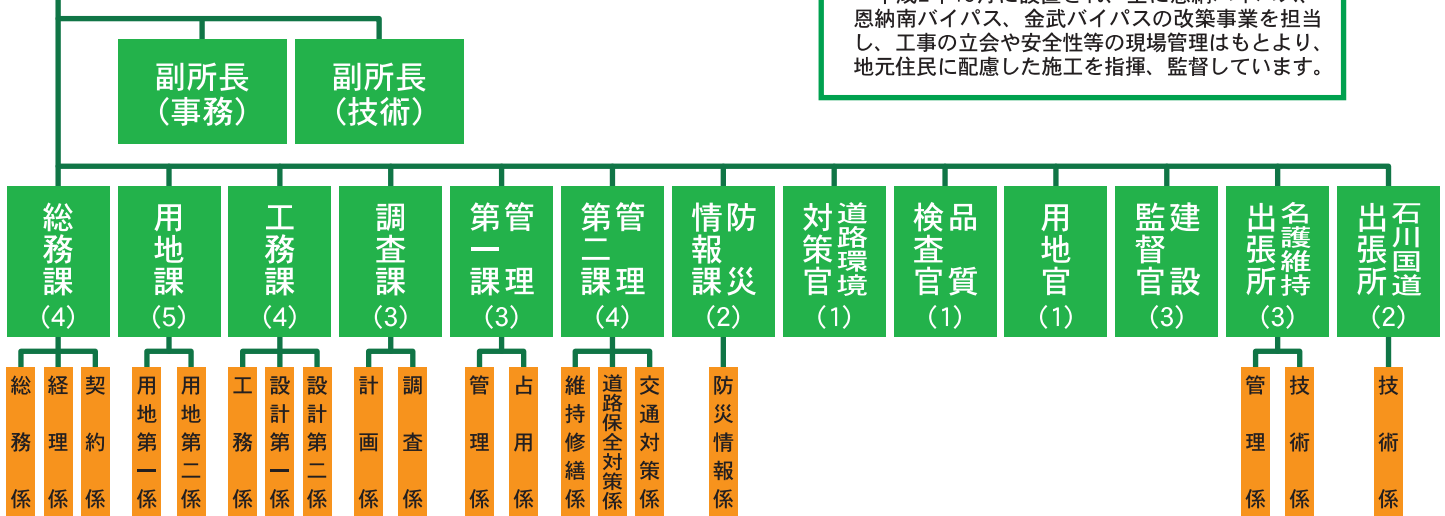 恩納南バイパス、金武バイパスの改築事業を担当
し、工事の立会や安全性等の現場管理はもとより、
地元住民に配慮した施工を指揮、監督しています。
副所長
（事務）
副所長
（技術）
総務課
（4）
用地課
（5）
工務課
（4）
調査課
（3）
管理
第一課
（3）
管理
第二課
（4）
防災
情報課
（2）
道路環境
対策官
（1）
品質
検査官
（1）
用地官
（1）
建設
監督官
（3）
名護維持
出張所
（3）
石川国道
出張所
（2）
総務係
経理係
契約係
用地第一係
用地第二係
工務係
設計第一係
設計第二係
計画係
調査係
管理係
占用係
維持修繕係
道路保全対策係
交通対策係
防災情報係
管理係
技術係
技術係